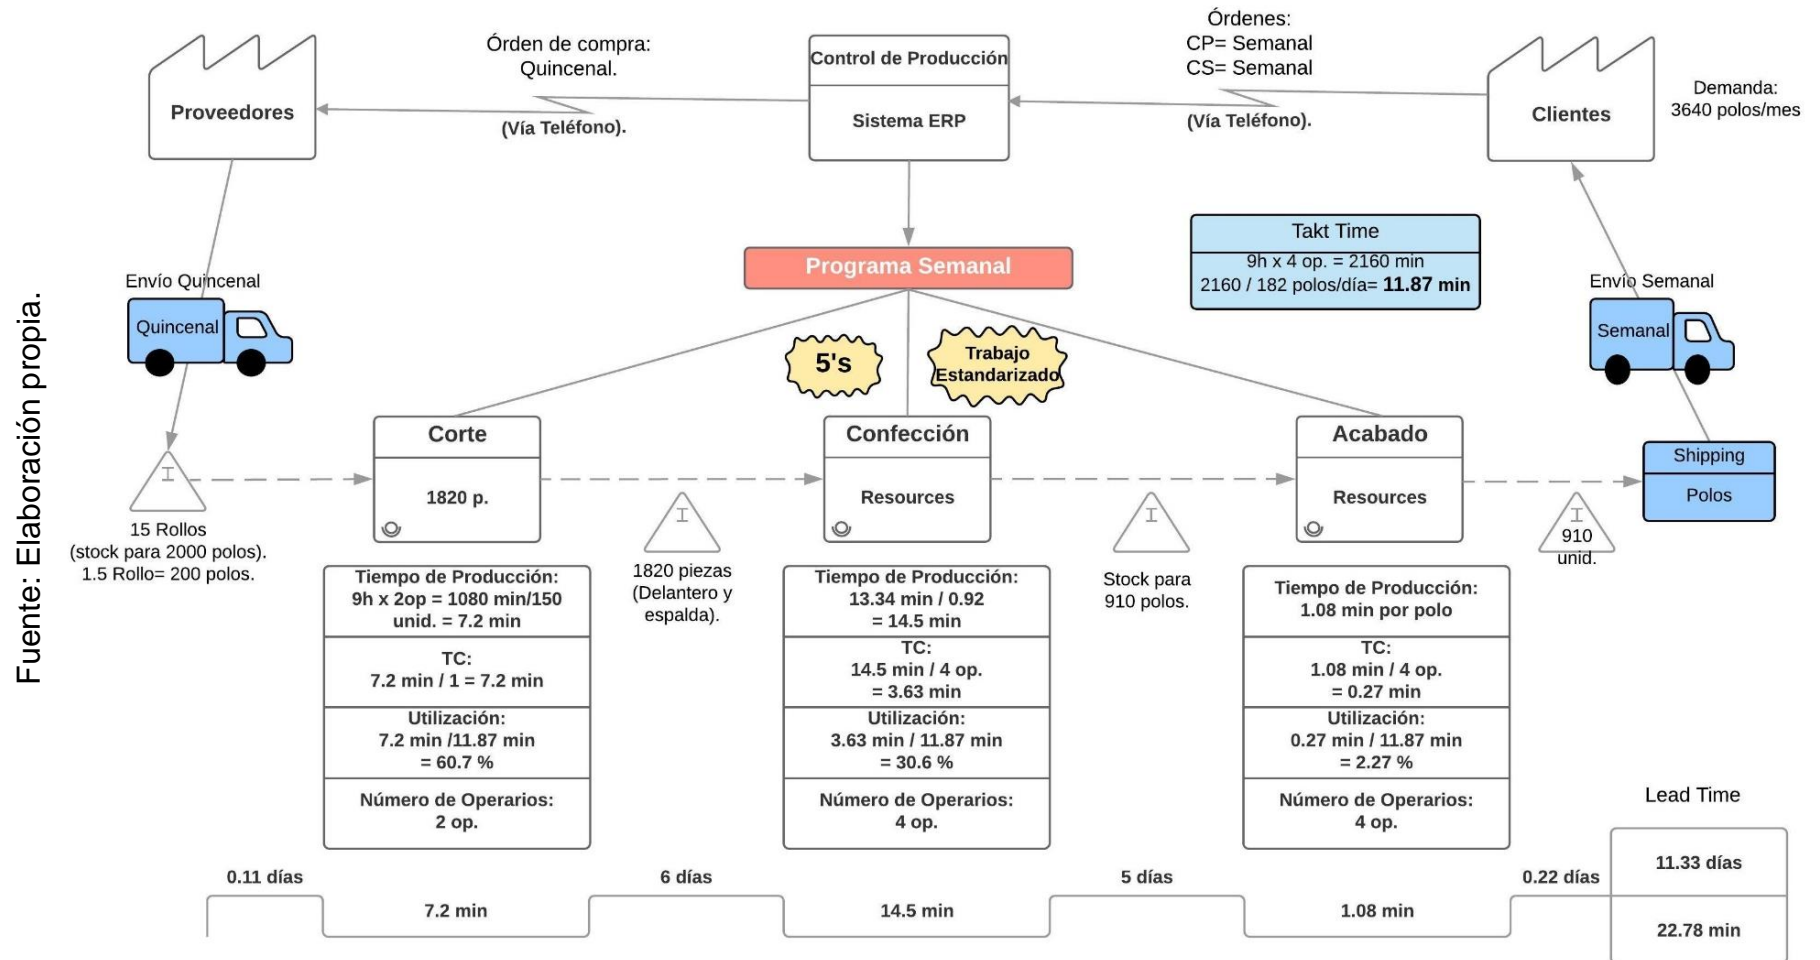 Fuente: Elaboración propia.
Proveedores
Órden de compra:
Quincenal.
(Vía Teléfono).
Control de Producción
Sistema ERP
Órdenes:
CP= Semanal
CS= Semanal
(Vía Teléfono).
Clientes
Demanda:
3640 polos/mes
Takt Time
9h x 4 op. = 2160 min
2160 / 182 polos/día= 11.87 min
Programa Semanal
Envío Quincenal
Quincenal
Envío Semanal
Semanal
5's
Trabajo
Estandarizado
I
15 Rollos
(stock para 2000 polos).
1.5 Rollo= 200 polos.
Corte
1820 p.
I
1820 piezas
(Delantero y
espalda).
Confección
Resources
I
Stock para
910 polos.
Acabado
Resources
I
910
unid.
Shipping
Polos
Tiempo de Producción:
9h x 2op = 1080 min/150
unid. = 7.2 min
TC:
7.2 min / 1 = 7.2 min
Utilización:
7.2 min /11.87 min
= 60.7 %
Número de Operarios:
2 op.
Tiempo de Producción:
13.34 min / 0.92
= 14.5 min
TC:
14.5 min / 4 op.
= 3.63 min
Utilización:
3.63 min / 11.87 min
= 30.6 %
Número de Operarios:
4 op.
Tiempo de Producción:
1.08 min por polo
TC:
1.08 min / 4 op.
= 0.27 min
Utilización:
0.27 min / 11.87 min
= 2.27 %
Número de Operarios:
4 op.
Lead Time
0.11 días
7.2 min
6 días
14.5 min
5 días
1.08 min
0.22 días
11.33 días
22.78 min